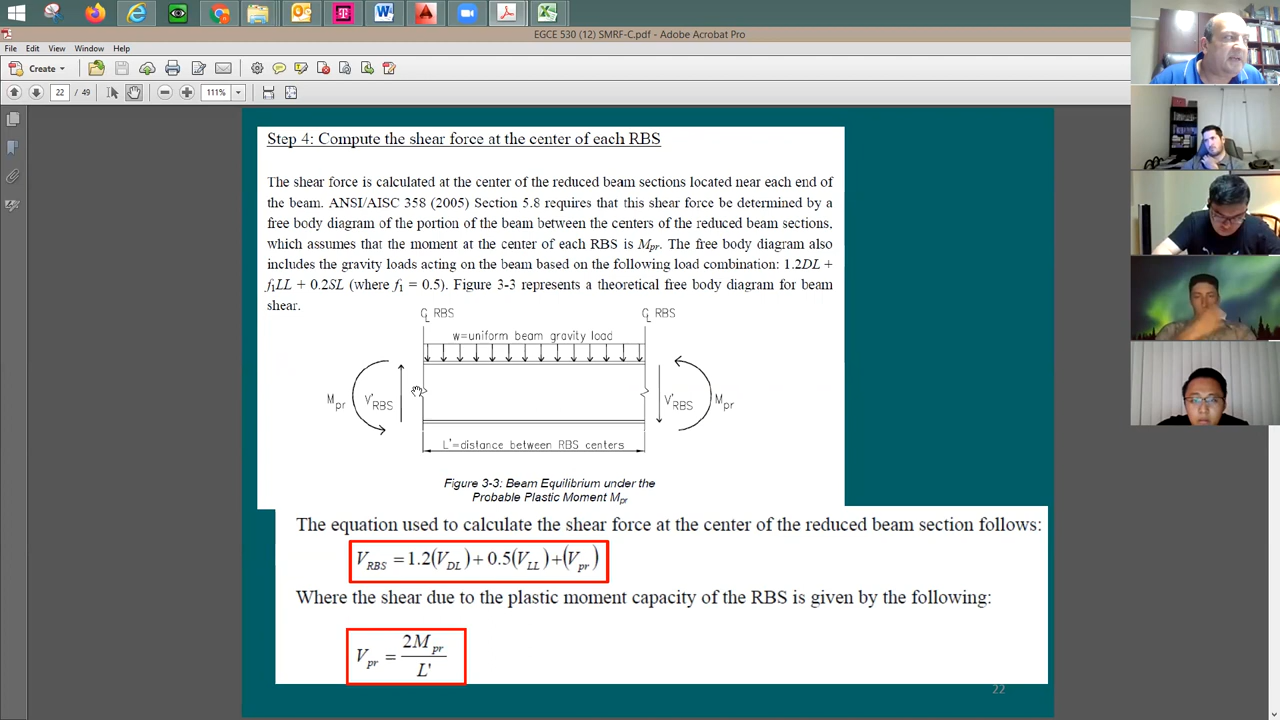 EGCE 530 (12) SMRF-C.pdf - Adobe Acrobat Pro
File Edit View Window Help
Create
22 / 49 111%
Step 4: Compute the shear force at the center of each RBS
The shear force is calculated at the center of the reduced beam sections located near each end of
the beam. ANSI/AISC 358 (2005) Section 5.8 requires that this shear force be determined by a
free body diagram of the portion of the beam between the centers of the reduced beam sections,
which assumes that the moment at the center of each RBS is Mpr. The free body diagram also
includes the gravity loads acting on the beam based on the following load combination: 1.2DL +
f1LL + 0.2SL (where f1 = 0.5). Figure 3-3 represents a theoretical free body diagram for beam
shear.
℄ RBS ℄ RBS
w=uniform beam gravity load
Mpr V'RBS V'RBS Mpr
L'=distance between RBS centers
Figure 3-3: Beam Equilibrium under the
Probable Plastic Moment Mpr
The equation used to calculate the shear force at the center of the reduced beam section follows:
VRBS = 1.2(VDL) + 0.5(VLL) + (Vpr)
Where the shear due to the plastic moment capacity of the RBS is given by the following:
Vpr = 2Mpr / L'
22